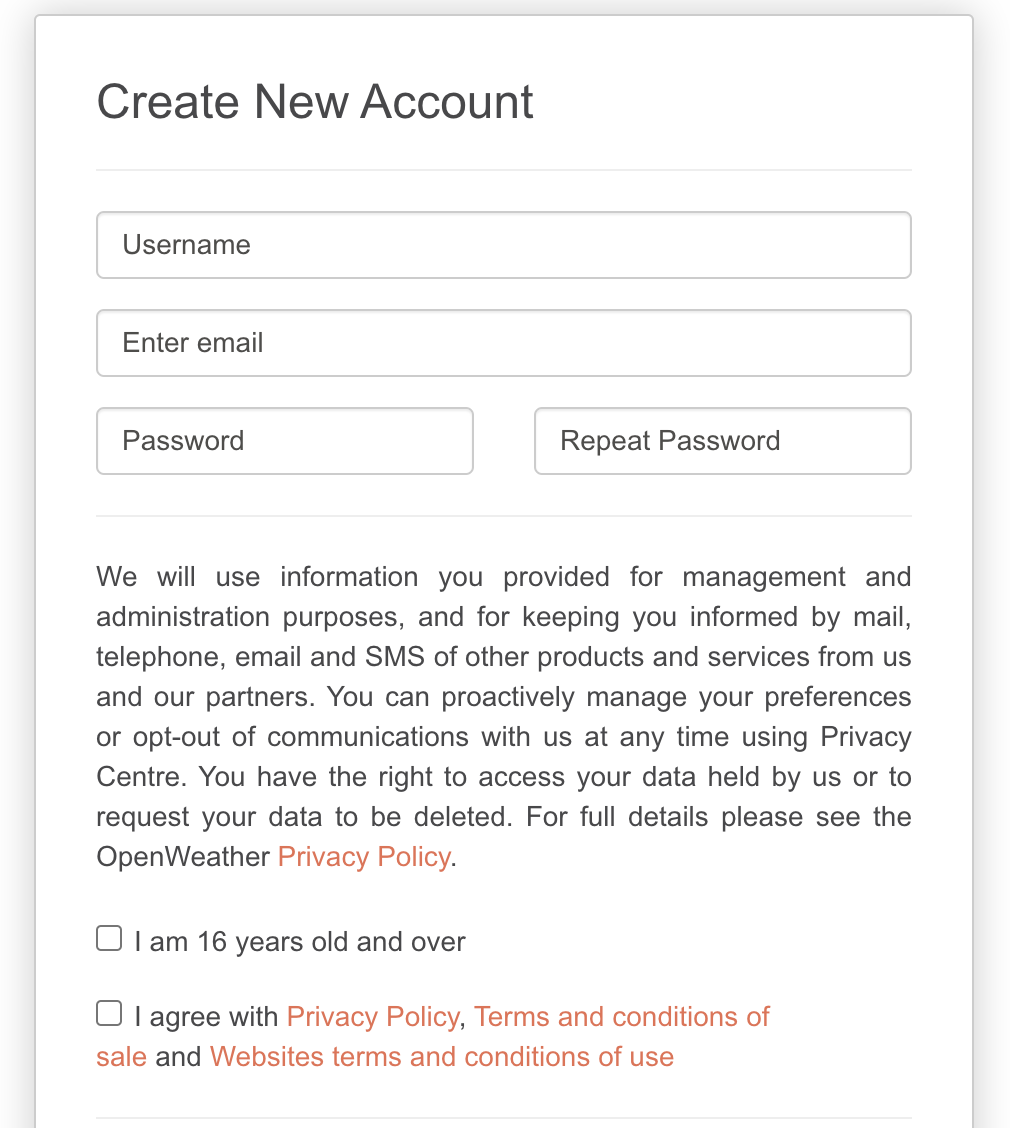 Create New Account
Username
Enter email
Password
Repeat Password
We will use information you provided for management and
administration purposes, and for keeping you informed by mail,
telephone, email and SMS of other products and services from us
and our partners. You can proactively manage your preferences
or opt-out of communications with us at any time using Privacy
Centre. You have the right to access your data held by us or to
request your data to be deleted. For full details please see the
OpenWeather Privacy Policy.
I am 16 years old and over
I agree with Privacy Policy, Terms and conditions of
sale and Websites terms and conditions of use